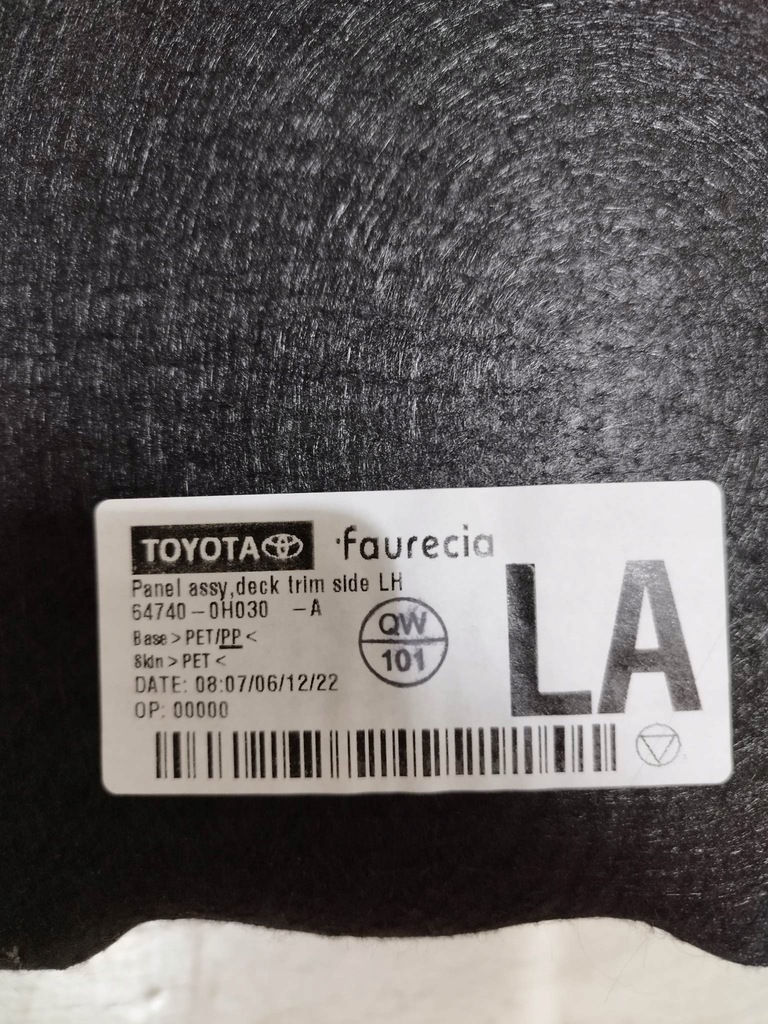 TOYOTA faurecia
Panel assy,deck trim side LH
64740-0H030 -A
Base >PET/PP<
Skin >PET<
DATE: 08:07/06/12/22
OP: 00000
QW
101
LA